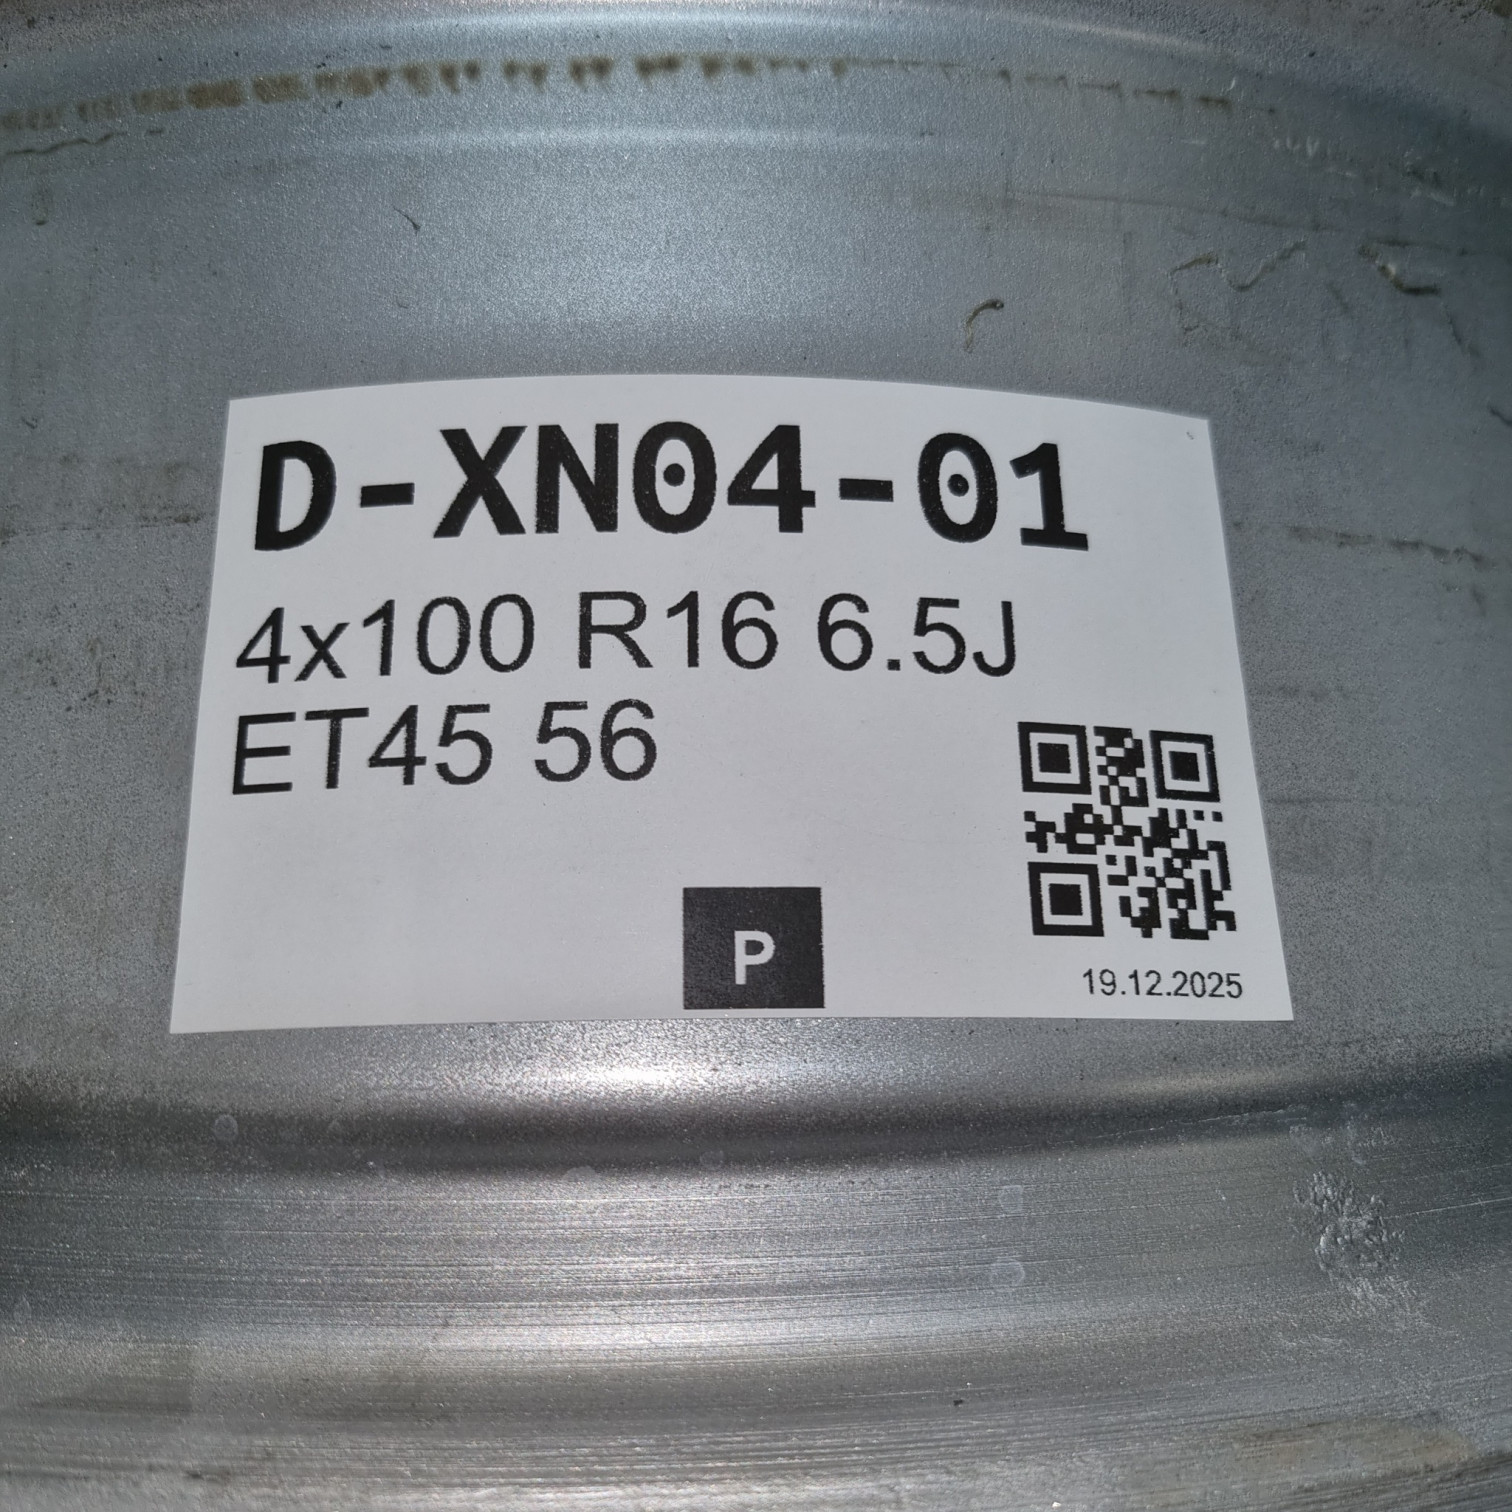 D-XN04-01
4x100 R16 6.5J
ET45 56
P
19.12.2025